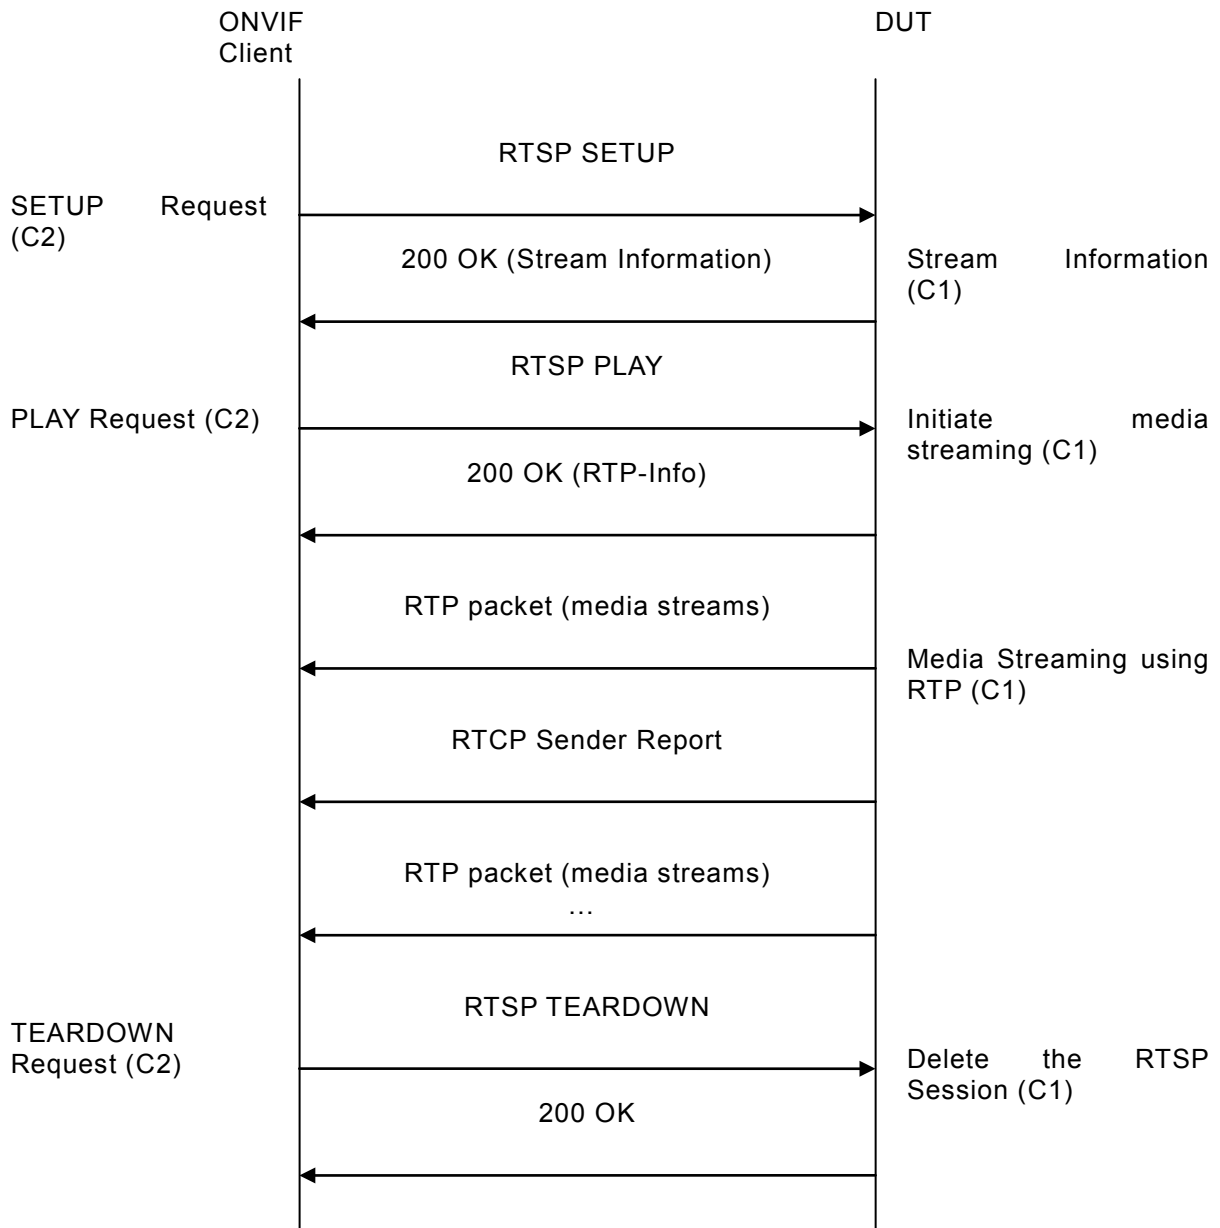 ONVIF
Client
DUT
RTSP SETUP
SETUP Request
(C2)
200 OK (Stream Information)
Stream Information
(C1)
RTSP PLAY
PLAY Request (C2)
Initiate media
streaming (C1)
200 OK (RTP-Info)
RTP packet (media streams)
Media Streaming using
RTP (C1)
RTCP Sender Report
RTP packet (media streams)
...
RTSP TEARDOWN
TEARDOWN
Request (C2)
Delete the RTSP
Session (C1)
200 OK